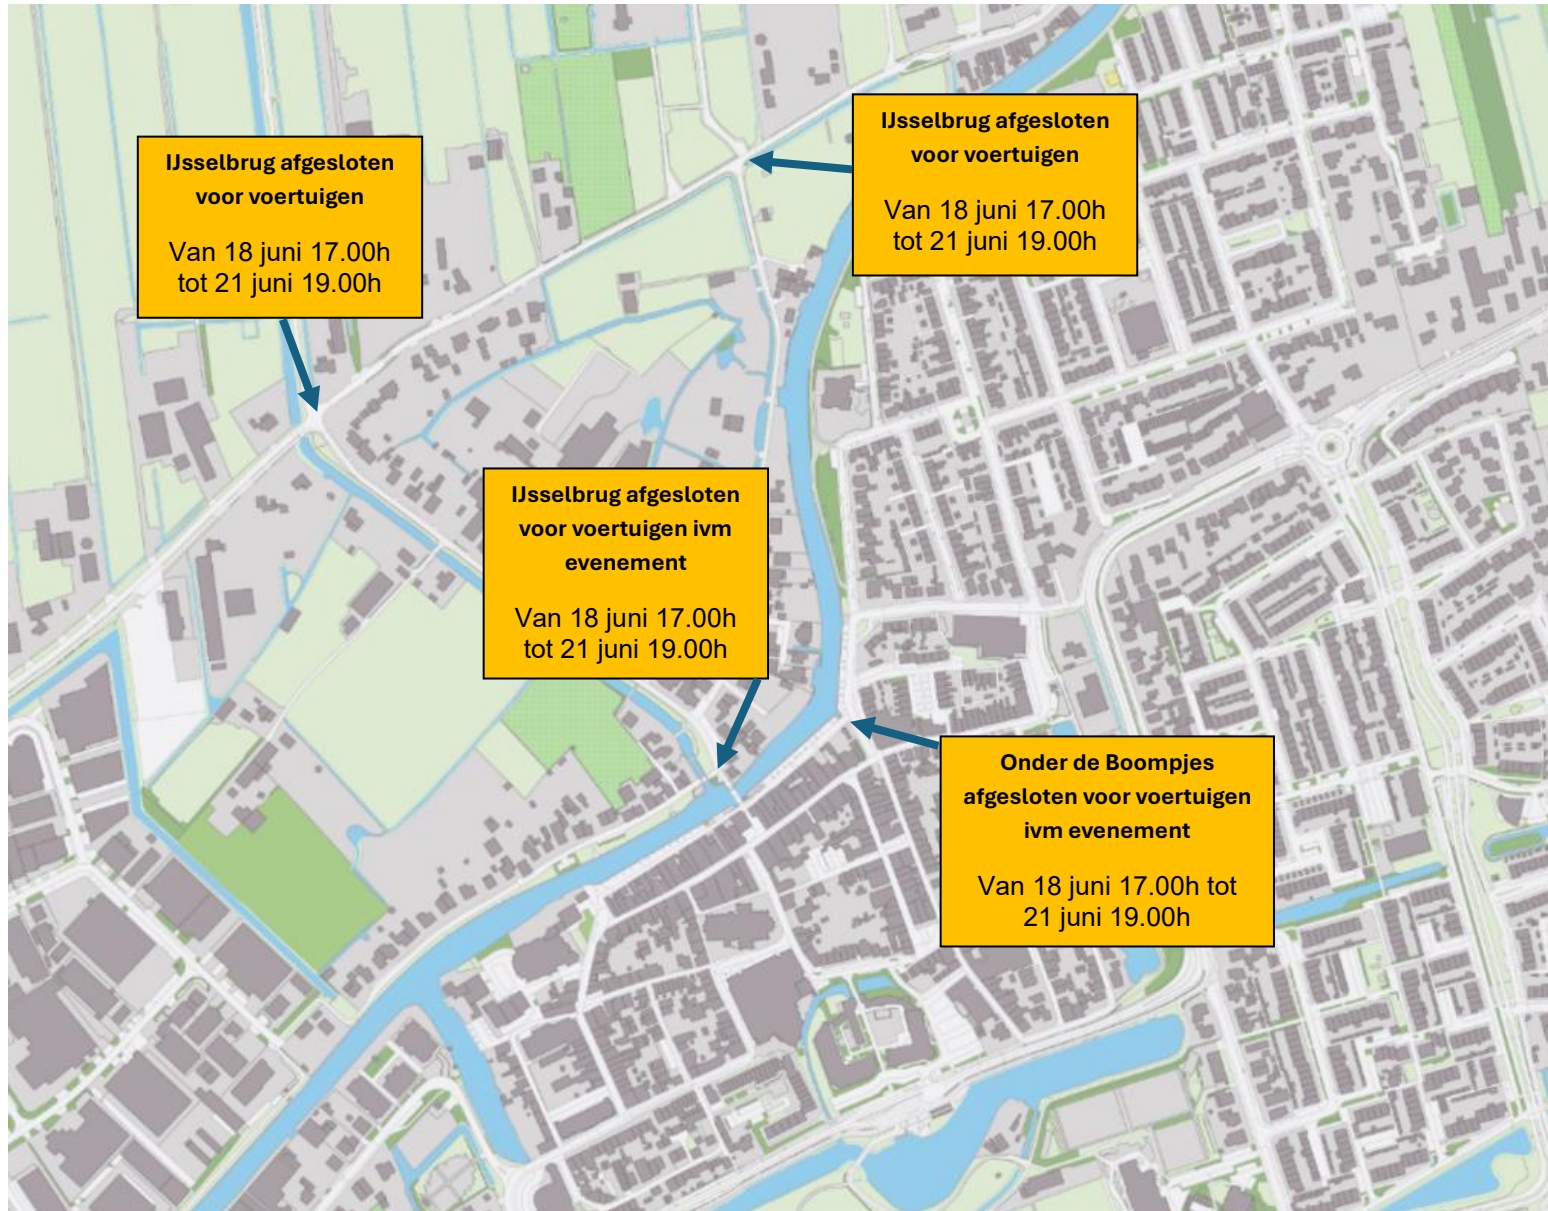 IJsselbrug afgesloten
voor voertuigen
Van 18 juni 17.00h
tot 21 juni 19.00h
IJsselbrug afgesloten
voor voertuigen
Van 18 juni 17.00h
tot 21 juni 19.00h
IJsselbrug afgesloten
voor voertuigen ivm
evenement
Van 18 juni 17.00h
tot 21 juni 19.00h
Onder de Boompjes
afgesloten voor voertuigen
ivm evenement
Van 18 juni 17.00h tot
21 juni 19.00h